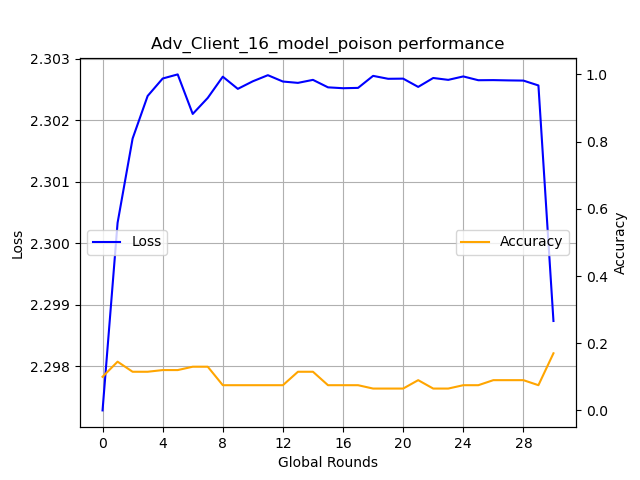 Adv_Client_16_model_poison performance
2.303
2.302
2.301
2.300
2.299
2.298
Loss
Loss
Accuracy
1.0
0.8
0.6
0.4
0.2
0.0
Accuracy
0 4 8 12 16 20 24 28
Global Rounds